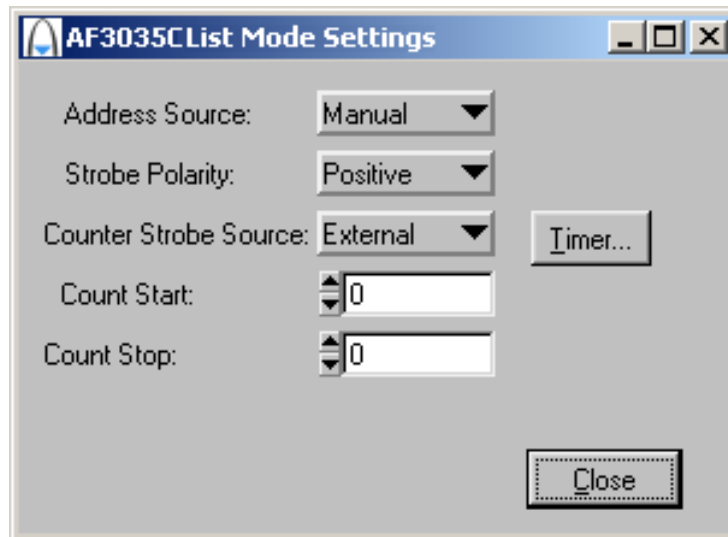 AF3035CList Mode Settings
Address Source: Manual
Strobe Polarity: Positive
Counter Strobe Source: External Timer...
Count Start: 0
Count Stop: 0
Close